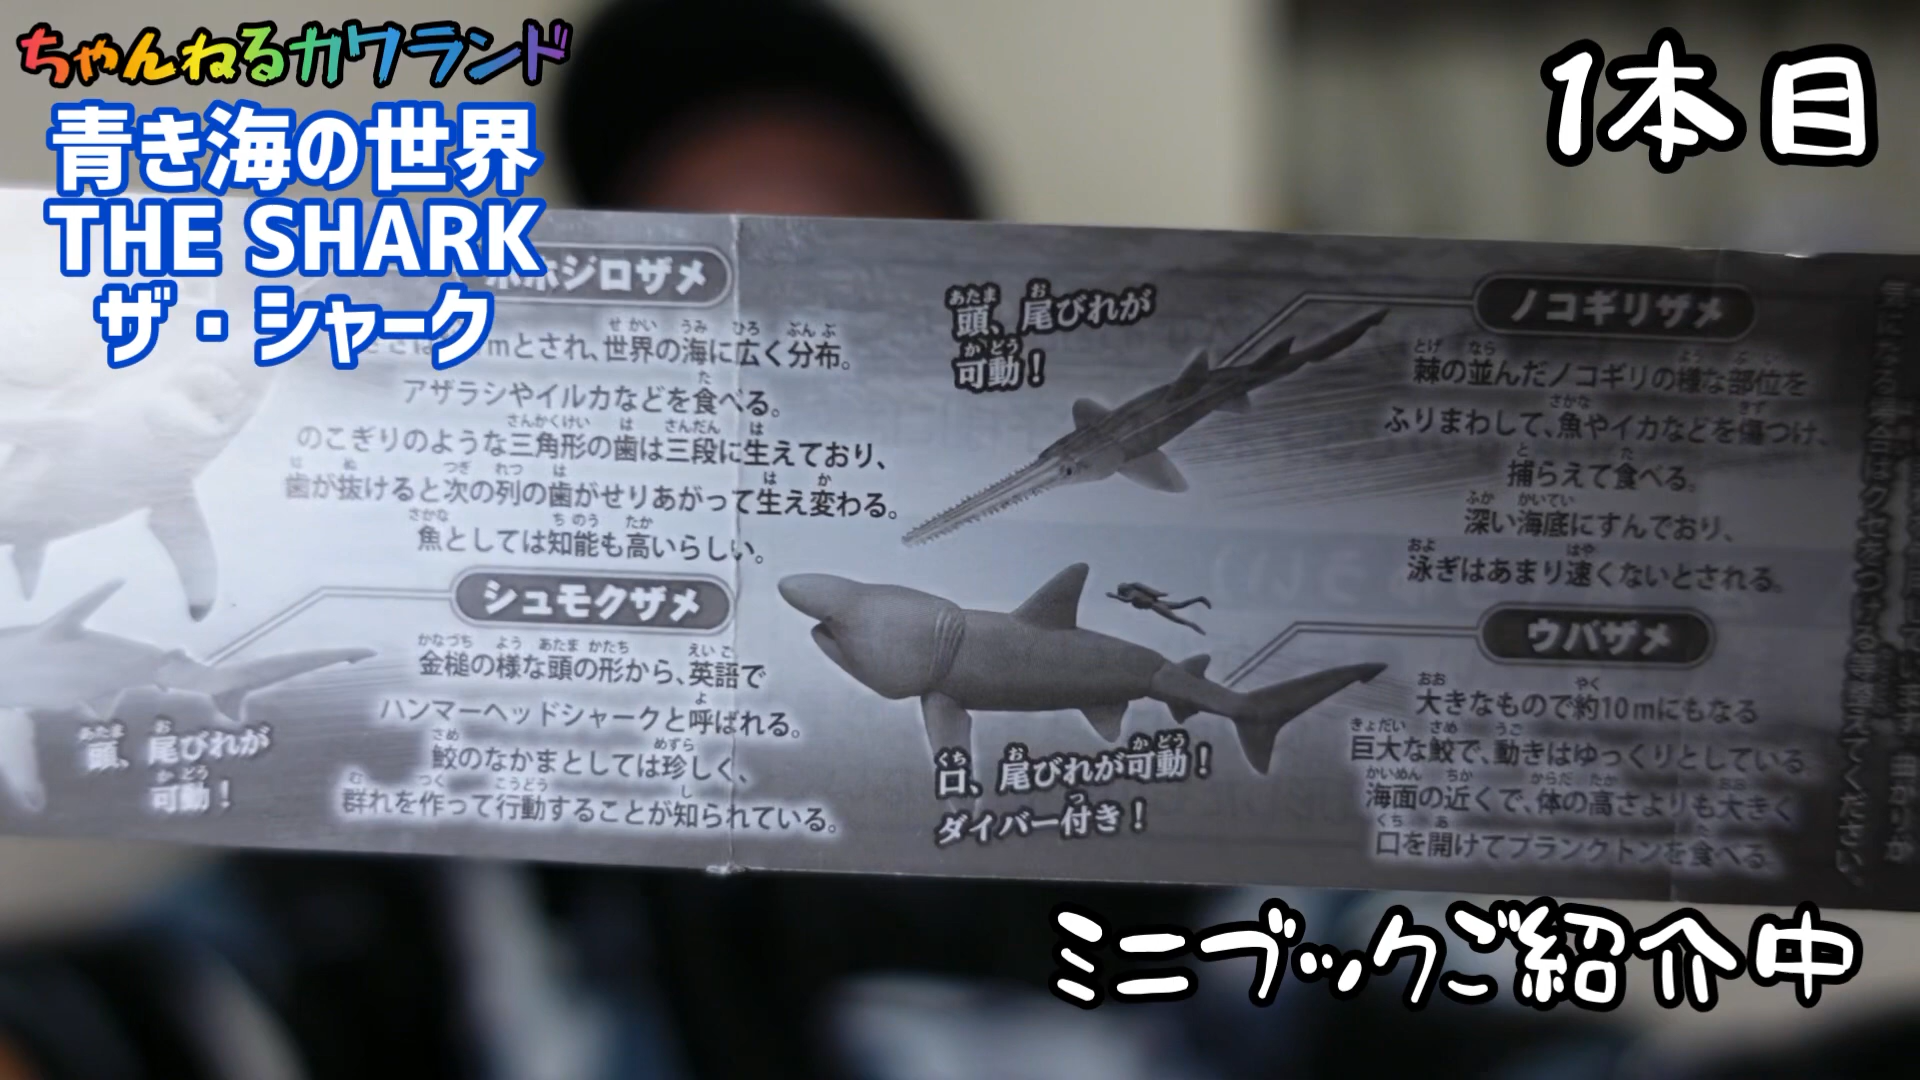 ちゃんねるカワランド
青き海の世界
THE SHARK
ザ・シャーク
1本目
ホジロザメ
mとされ、世界の海に広く分布。
アザラシやイルカなどを食べる。
のこぎりのような三角形の歯は三段に生えており、
歯が抜けると次の列の歯がせりあがって生え変わる。
魚としては知能も高いらしい。
シュモクザメ
金槌の様な頭の形から、英語で
ハンマーヘッドシャークと呼ばれる。
鮫のなかまとしては珍しく、
群れを作って行動することが知られている。
頭、尾びれが
可動！
頭、尾びれが
可動！
ノコギリザメ
棘の並んだノコギリの様な部位を
ふりまわして、魚やイカなどを傷つけ、
捕らえて食べる。
深い海底にすんでおり、
泳ぎはあまり速くないとされる。
ウバザメ
大きなもので約10mにもなる
巨大な鮫で、動きはゆっくりとしている
海面の近くで、体の高さよりも大きく
口を開けてプランクトンを食べる。
口、尾びれが可動！
ダイバー付き！
ミニブックご紹介中